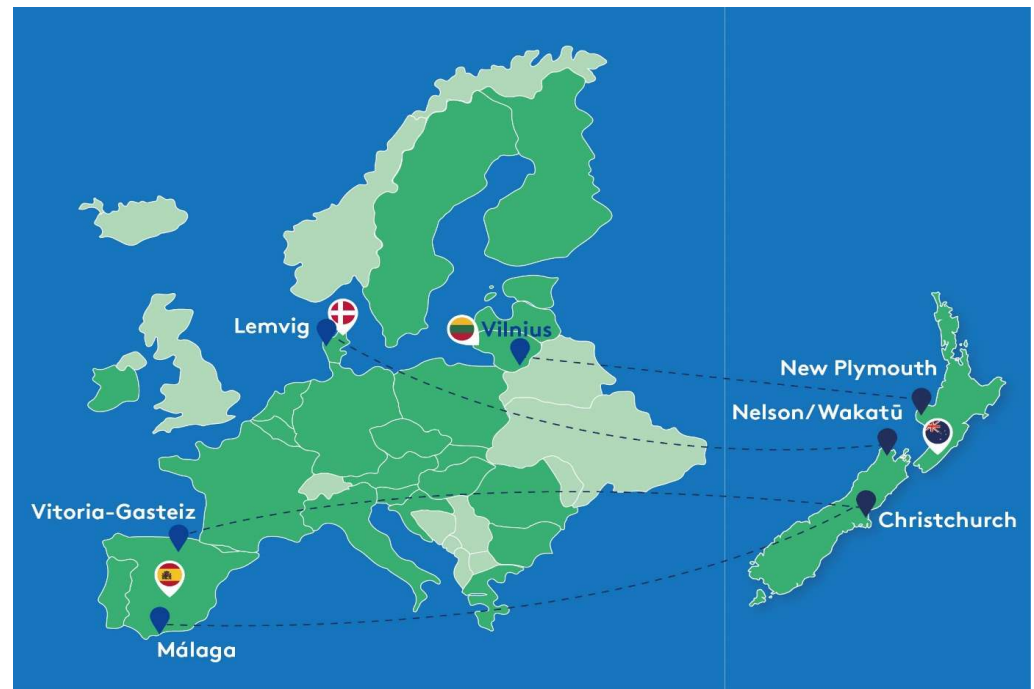 Lemvig
Vilnius
New Plymouth
Nelson/Wakatū
Vitoria-Gasteiz
Christchurch
Málaga